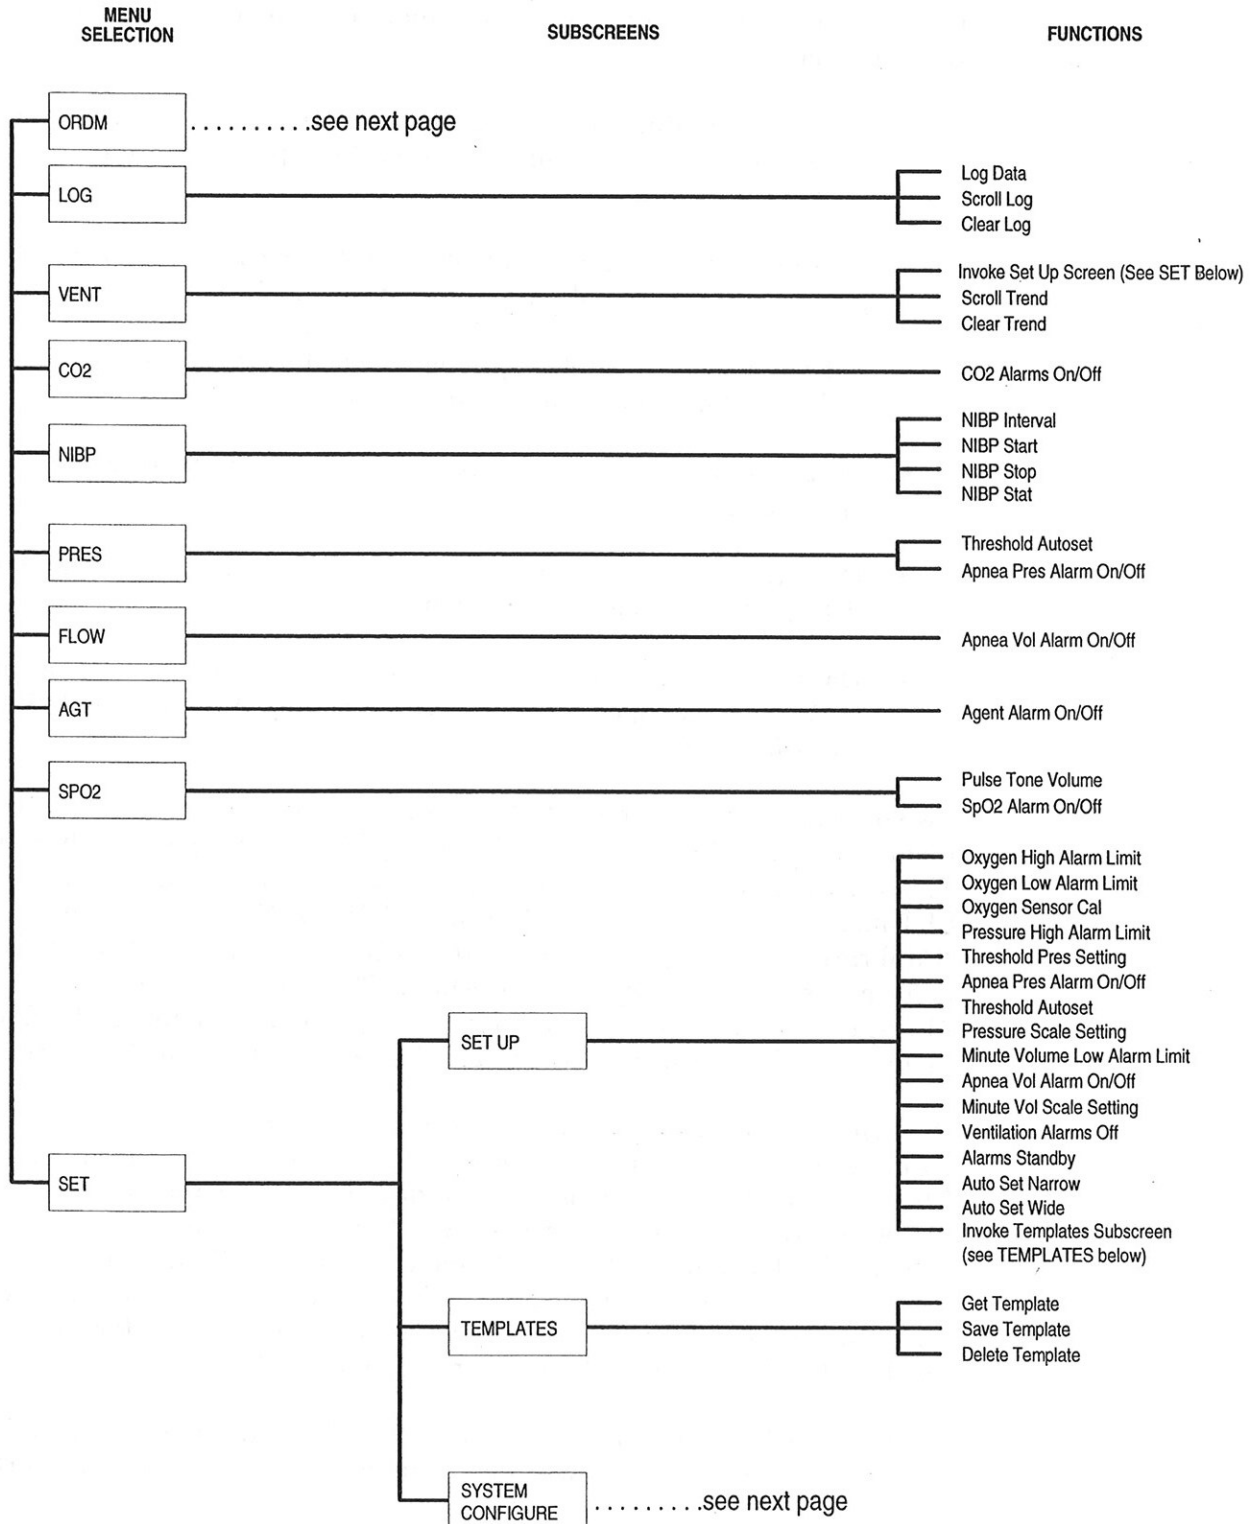 MENU
SELECTION
SUBSCREENS
FUNCTIONS
ORDM
. . . . . . . . . .see next page
LOG
Log Data
Scroll Log
Clear Log
VENT
Invoke Set Up Screen (See SET Below)
Scroll Trend
Clear Trend
CO2
CO2 Alarms On/Off
NIBP
NIBP Interval
NIBP Start
NIBP Stop
NIBP Stat
PRES
Threshold Autoset
Apnea Pres Alarm On/Off
FLOW
Apnea Vol Alarm On/Off
AGT
Agent Alarm On/Off
SPO2
Pulse Tone Volume
SpO2 Alarm On/Off
SET
SET UP
Oxygen High Alarm Limit
Oxygen Low Alarm Limit
Oxygen Sensor Cal
Pressure High Alarm Limit
Threshold Pres Setting
Apnea Pres Alarm On/Off
Threshold Autoset
Pressure Scale Setting
Minute Volume Low Alarm Limit
Apnea Vol Alarm On/Off
Minute Vol Scale Setting
Ventilation Alarms Off
Alarms Standby
Auto Set Narrow
Auto Set Wide
Invoke Templates Subscreen
(see TEMPLATES below)
TEMPLATES
Get Template
Save Template
Delete Template
SYSTEM
CONFIGURE
. . . . . . . . .see next page